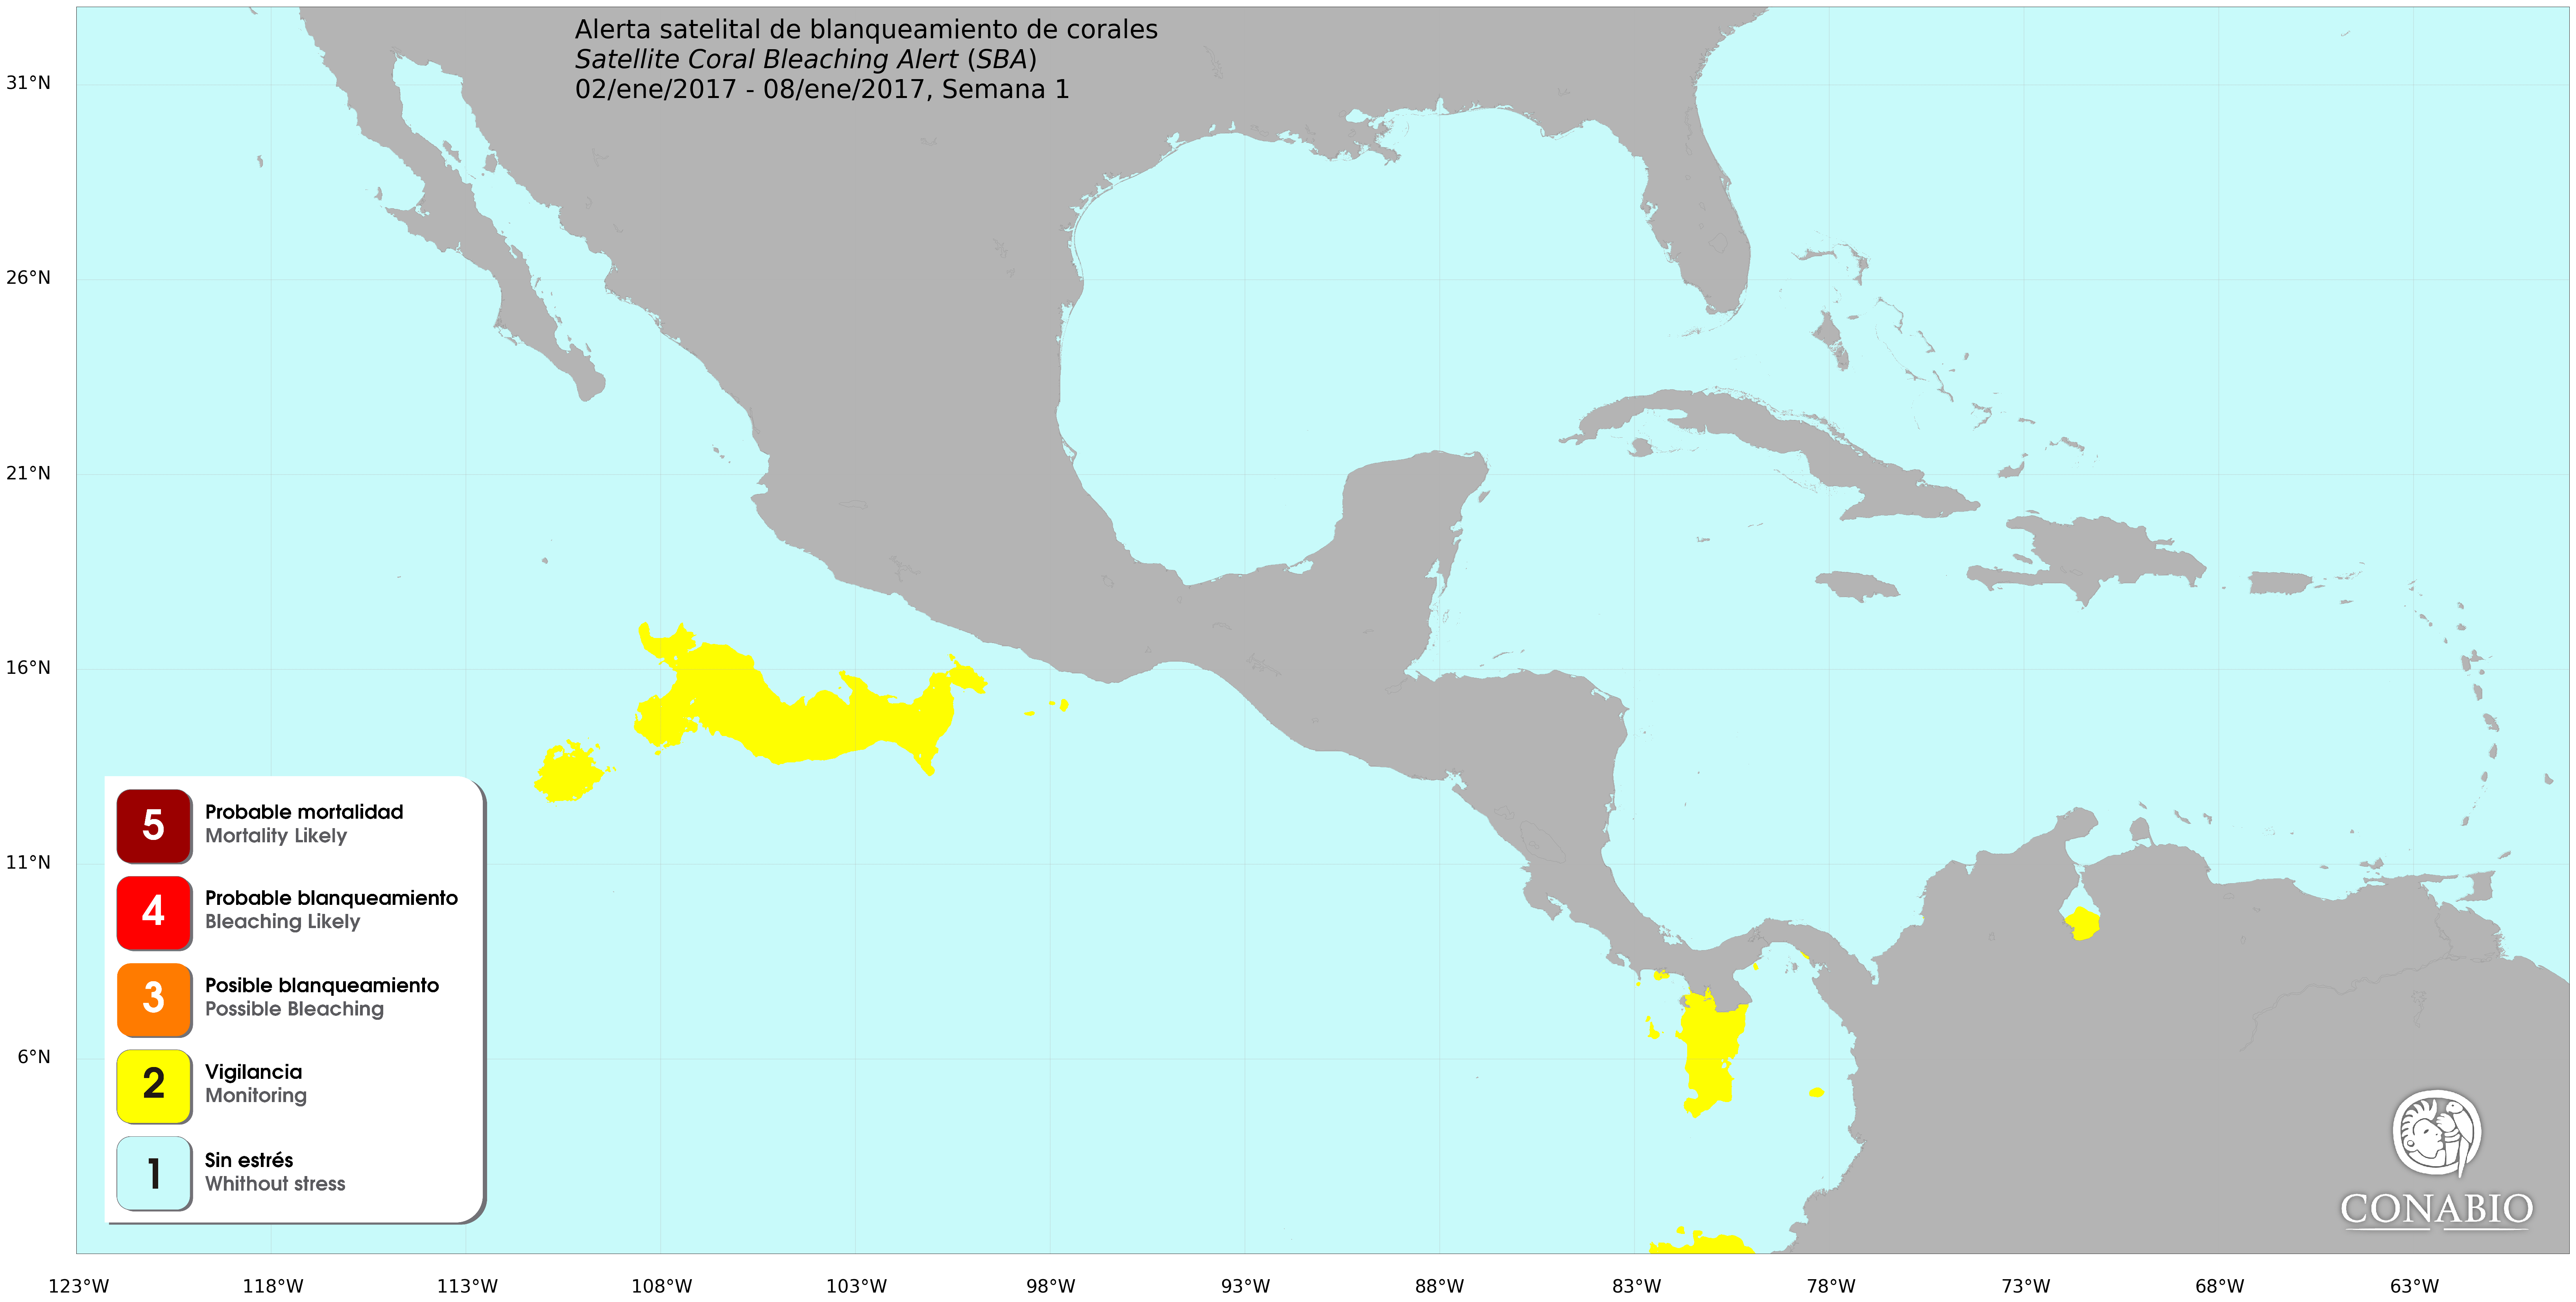 Alerta satelital de blanqueamiento de corales
Satellite Coral Bleaching Alert (SBA)
02/ene/2017 - 08/ene/2017, Semana 1
31°N
26°N
21°N
16°N
11°N
6°N
5
Probable mortalidad
Mortality Likely
4
Probable blanqueamiento
Bleaching Likely
3
Posible blanqueamiento
Possible Bleaching
2
Vigilancia
Monitoring
1
Sin estrés
Whithout stress
CONABIO
123°W 118°W 113°W 108°W 103°W 98°W 93°W 88°W 83°W 78°W 73°W 68°W 63°W